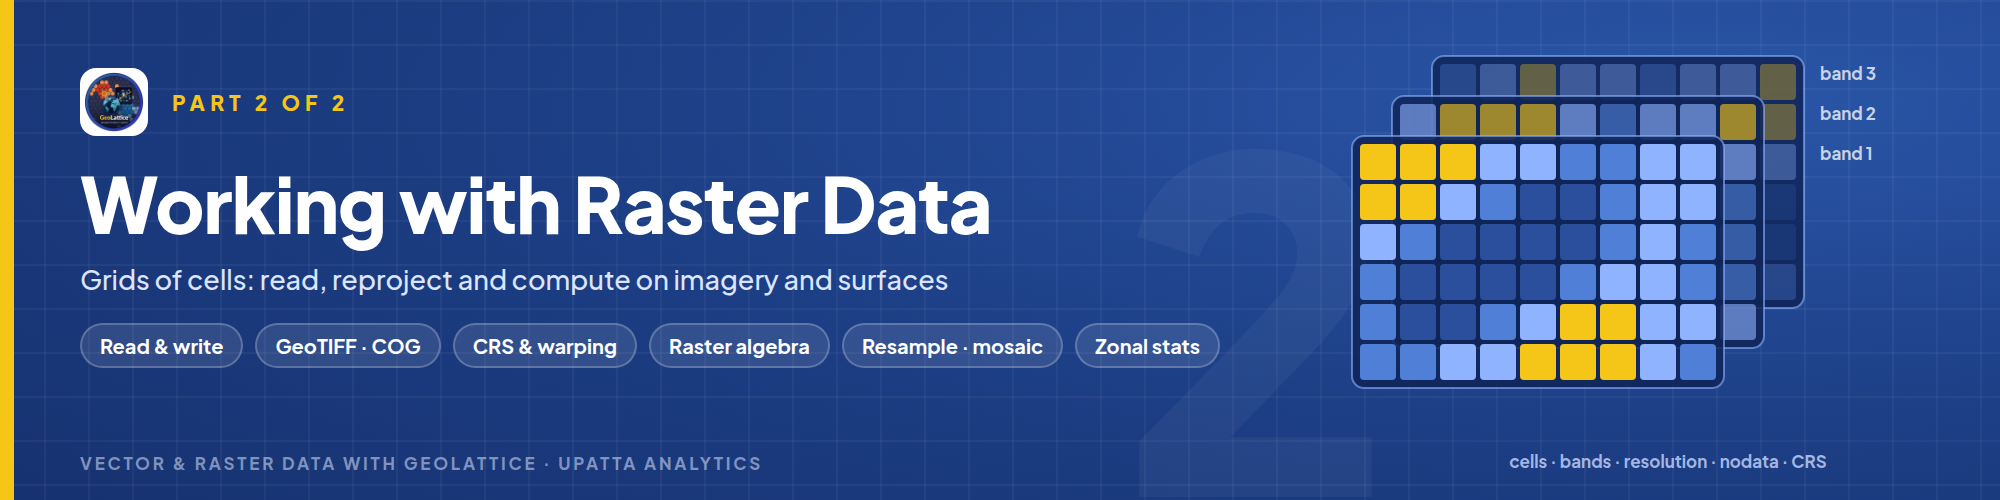 GeoLattice
PART 2 OF 2
Working with Raster Data
Grids of cells: read, reproject and compute on imagery and surfaces
Read & write
GeoTIFF · COG
CRS & warping
Raster algebra
Resample · mosaic
Zonal stats
2
band 3
band 2
band 1
VECTOR & RASTER DATA WITH GEOLATTICE · UPATTA ANALYTICS
cells · bands · resolution · nodata · CRS